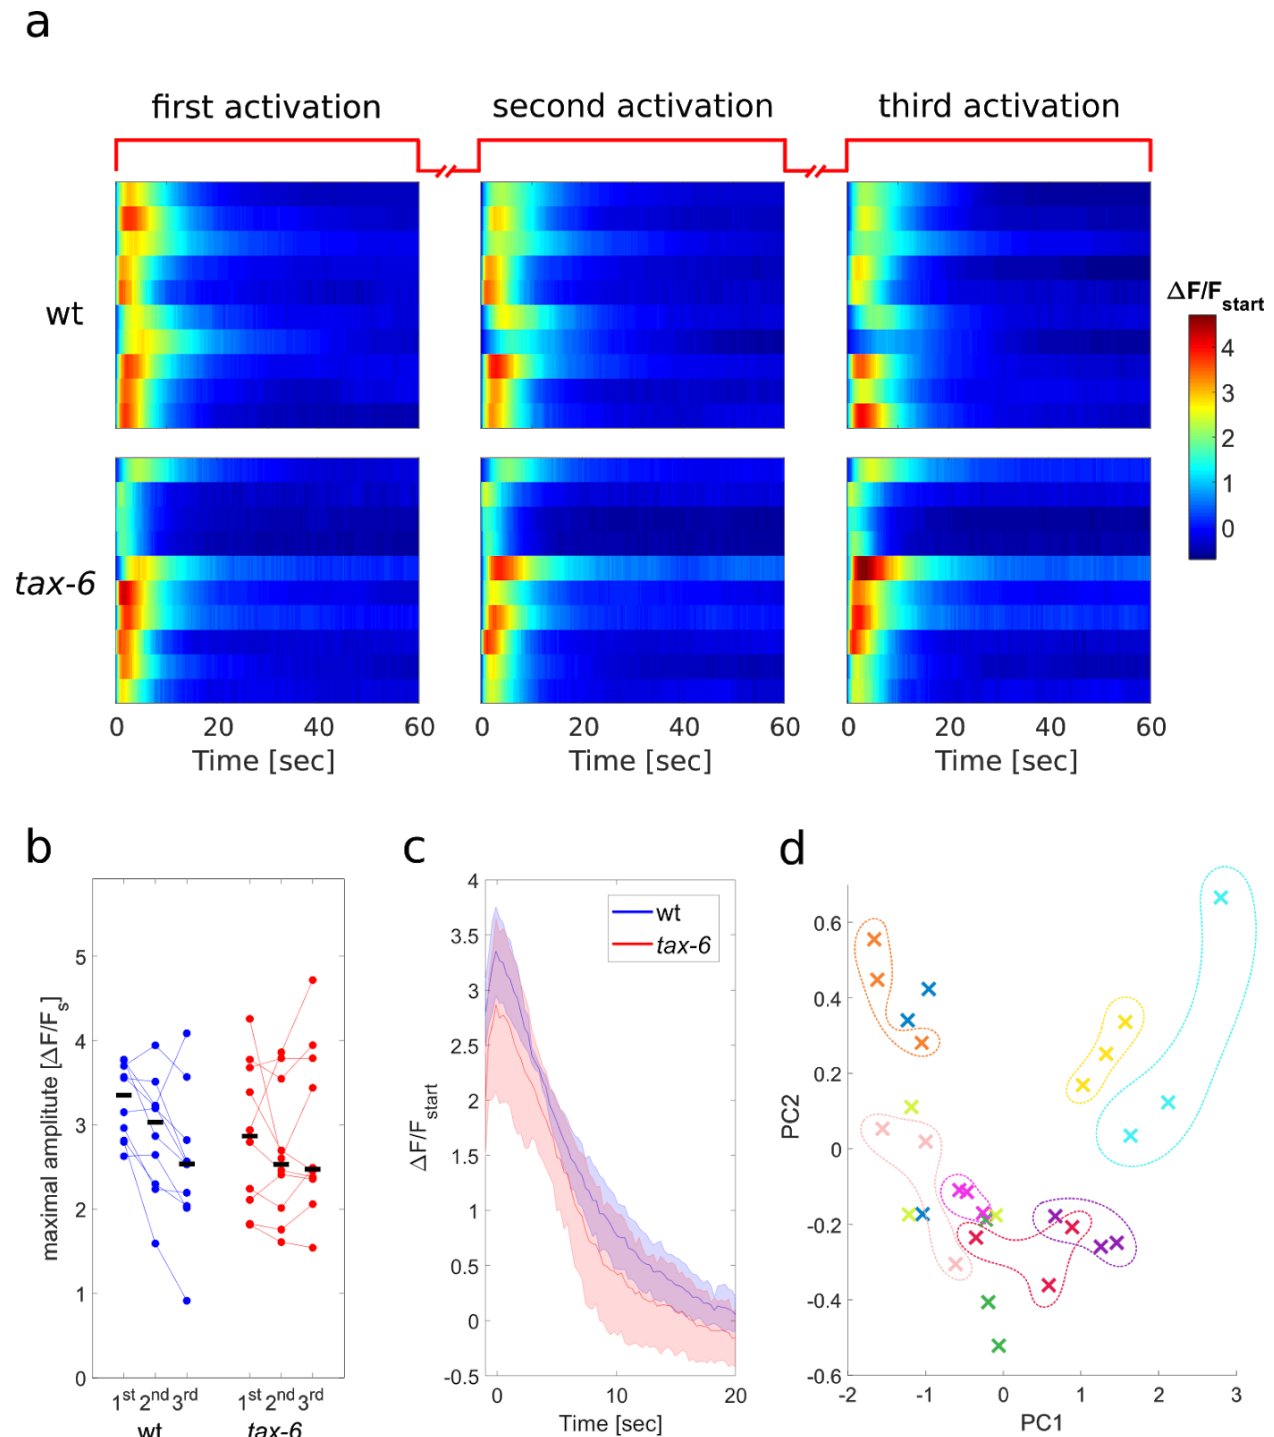 a
first activation second activation third activation
wt
ΔF/Fstart
4
3
2
1
0
tax-6
0 20 40 60 0 20 40 60 0 20 40 60
Time [sec] Time [sec] Time [sec]
b
maximal amplitude [ΔF/Fs]
5
4
3
2
1
0
1st 2nd 3rd 1st 2nd 3rd
wt tax-6
c
ΔF/Fstart
4
3.5
3
2.5
2
1.5
1
0.5
0
-0.5
wt
tax-6
0 10 20
Time [sec]
d
PC2
0.6
0.4
0.2
0
-0.2
-0.4
-0.6
-2 -1 0 1 2 3
PC1